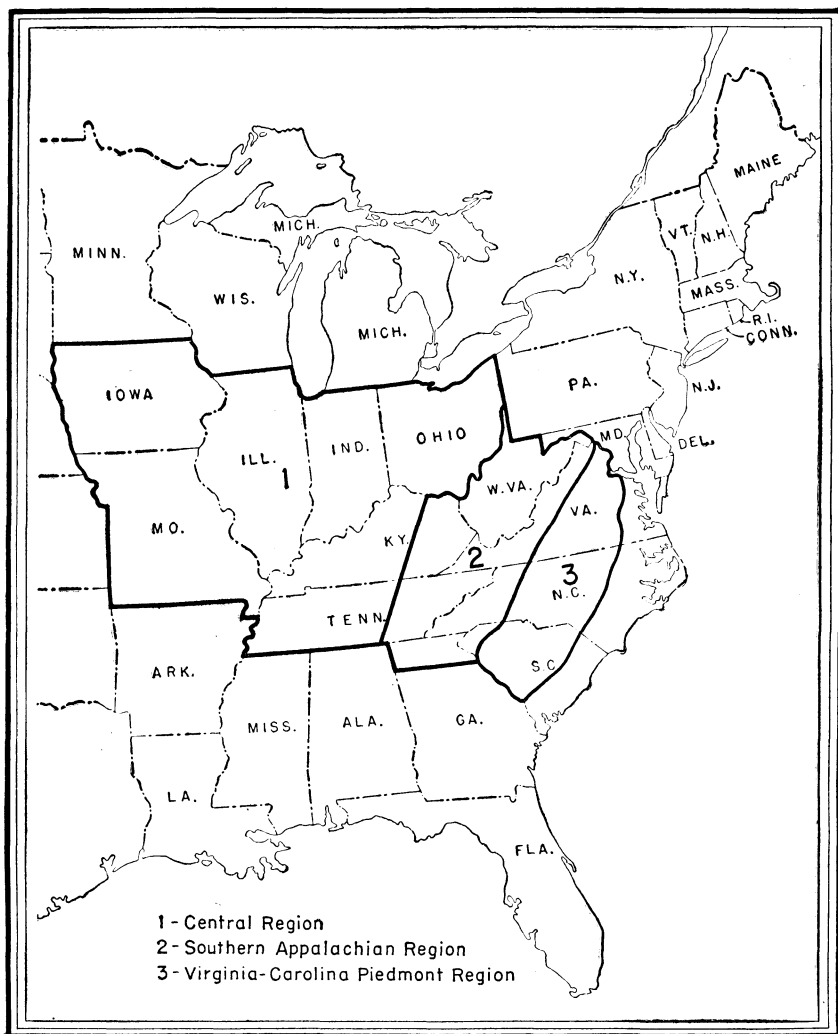 MAINE
MICH.
VT.
N.H.
MINN.
N.Y.
MASS.
WIS.
R.I.
MICH.
CONN.
PA.
N.J.
IOWA
OHIO
MD.
DEL.
IND.
ILL.
1
W.VA.
VA.
MO.
KY.
2
3
N.C.
TENN.
S.C.
ARK.
GA.
MISS.
ALA.
LA.
FLA.
1 - Central Region
2 - Southern Appalachian Region
3 - Virginia-Carolina Piedmont Region